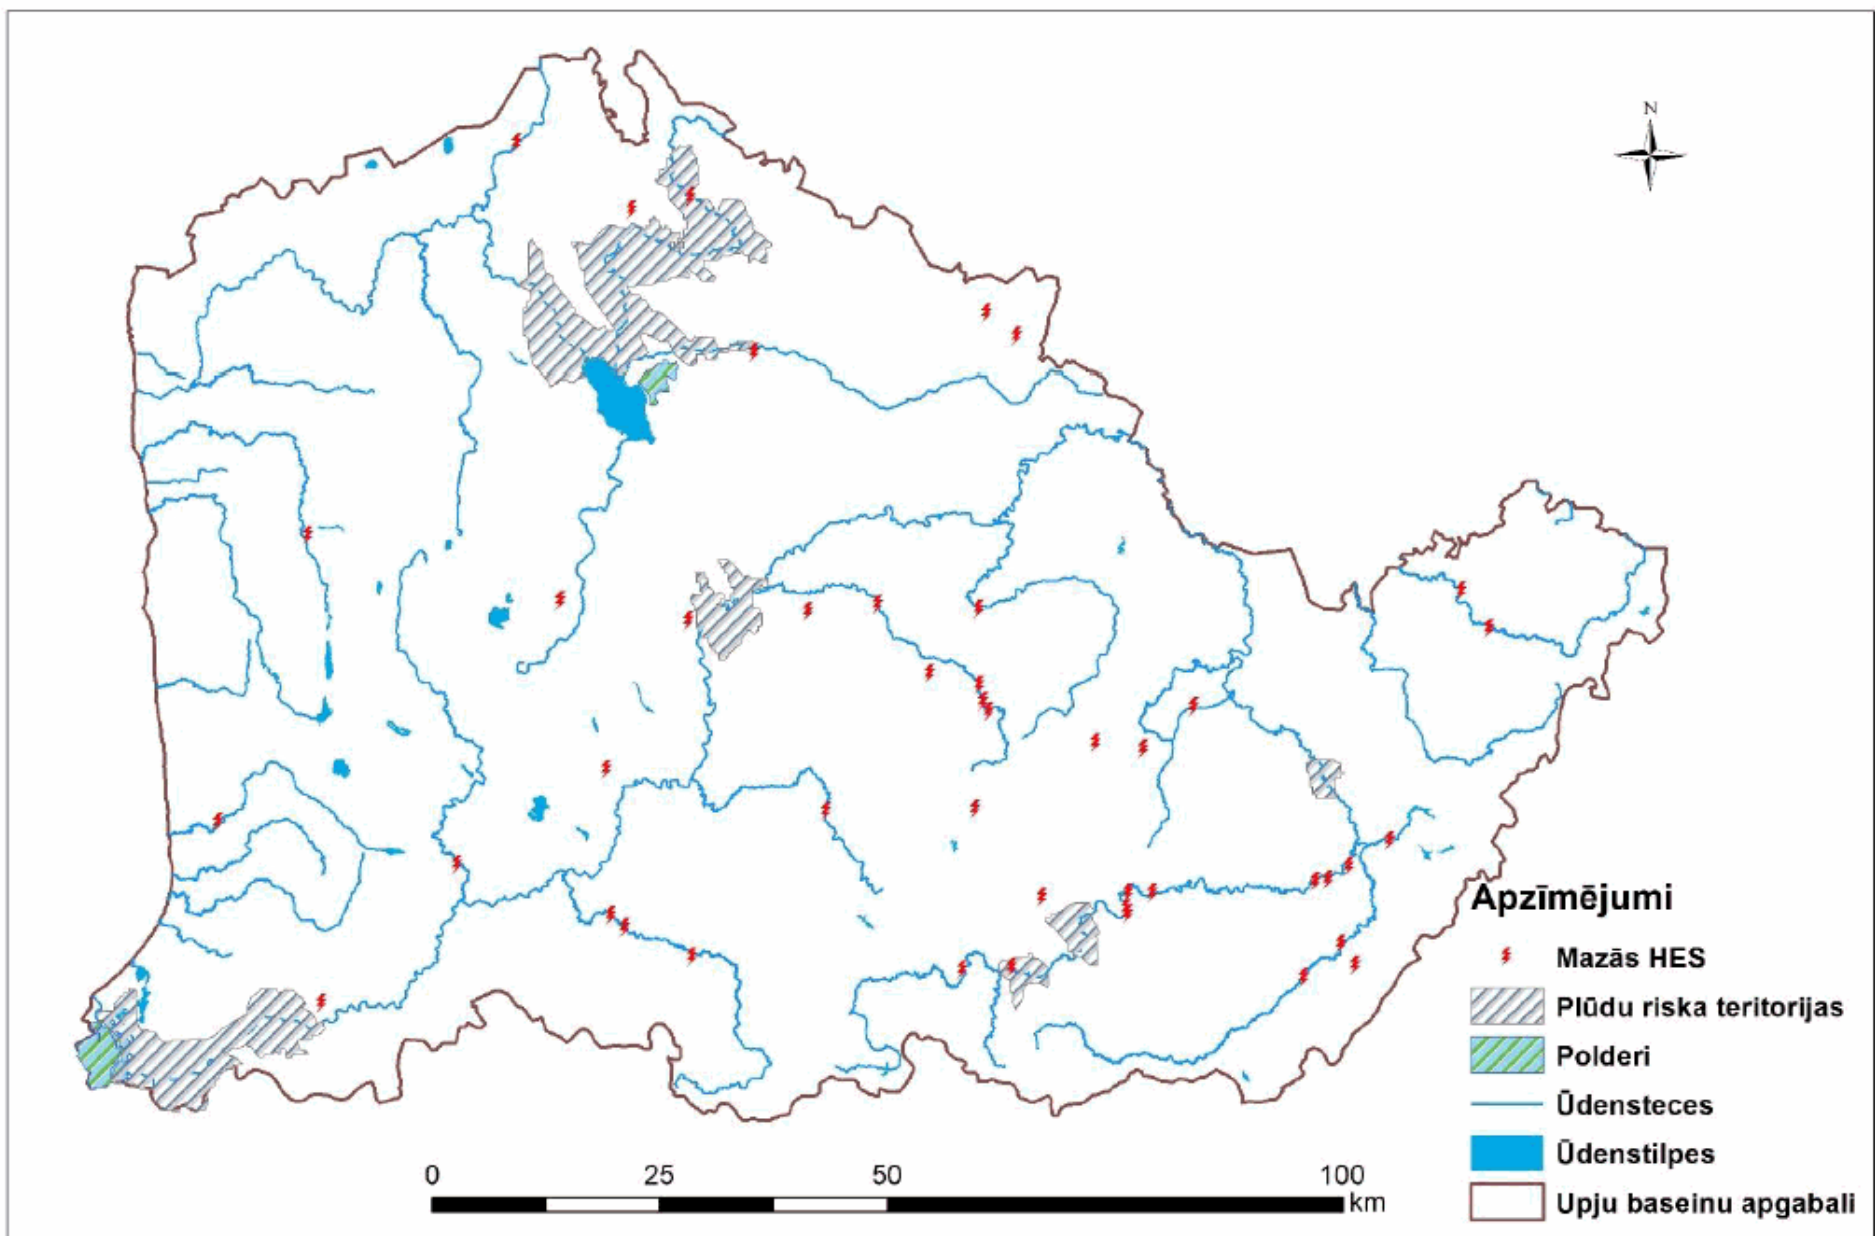 N
Apzīmējumi
Mazās HES
Plūdu riska teritorijas
Polderi
Ūdensteces
Ūdenstilpes
Upju baseinu apgabali
0 25 50 100
km